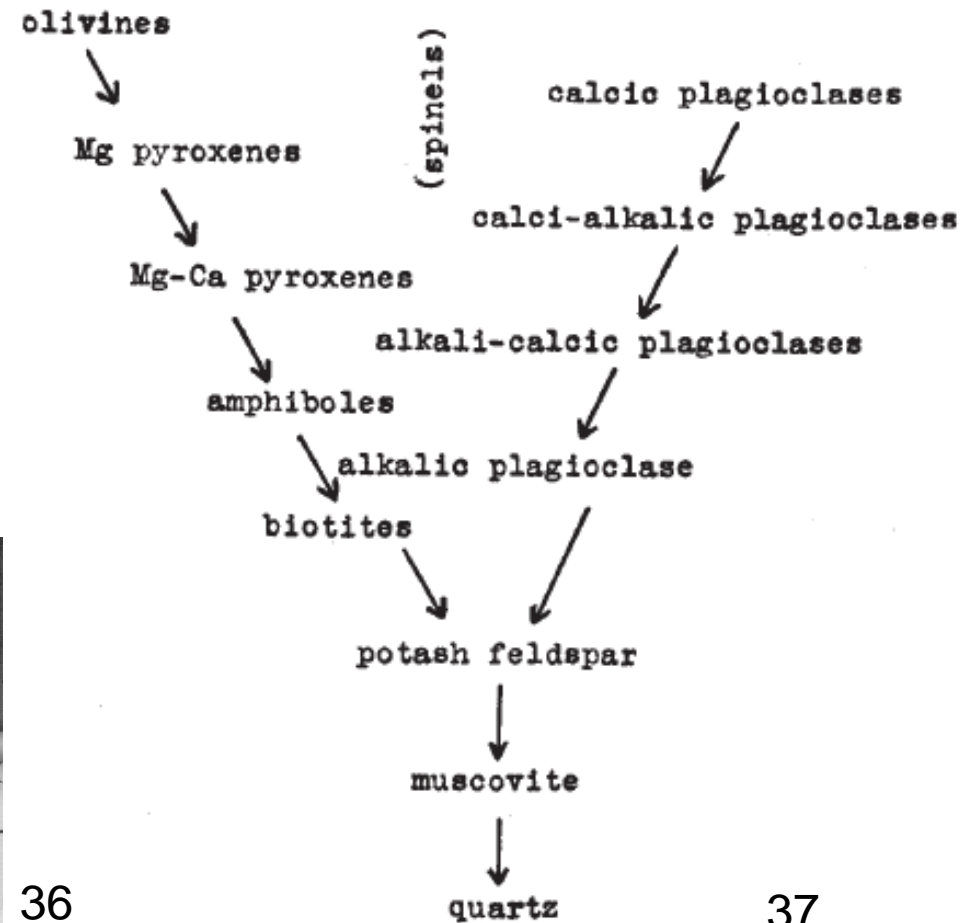 olivines
(spinels)
calcic plagioclases
Mg pyroxenes
calci-alkalic plagioclases
Mg-Ca pyroxenes
alkali-calcic plagioclases
amphiboles
alkalic plagioclase
biotites
potash feldspar
muscovite
quartz
36
37